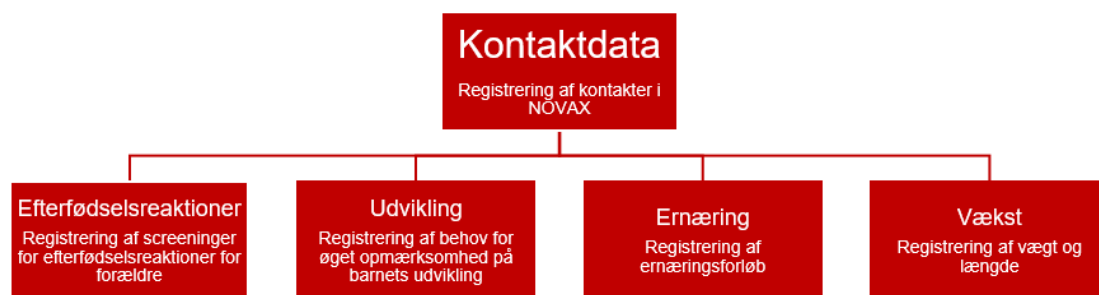 Kontaktdata
Registrering af kontakter i
NOVAX
Efterfødselsreaktioner
Registrering af screeninger
for efterfødselsreaktioner for
forældre
Udvikling
Registrering af behov for
øget opmærksomhed på
barnets udvikling
Ernæring
Registrering af
ernæringsforløb
Vækst
Registrering af vægt og
længde